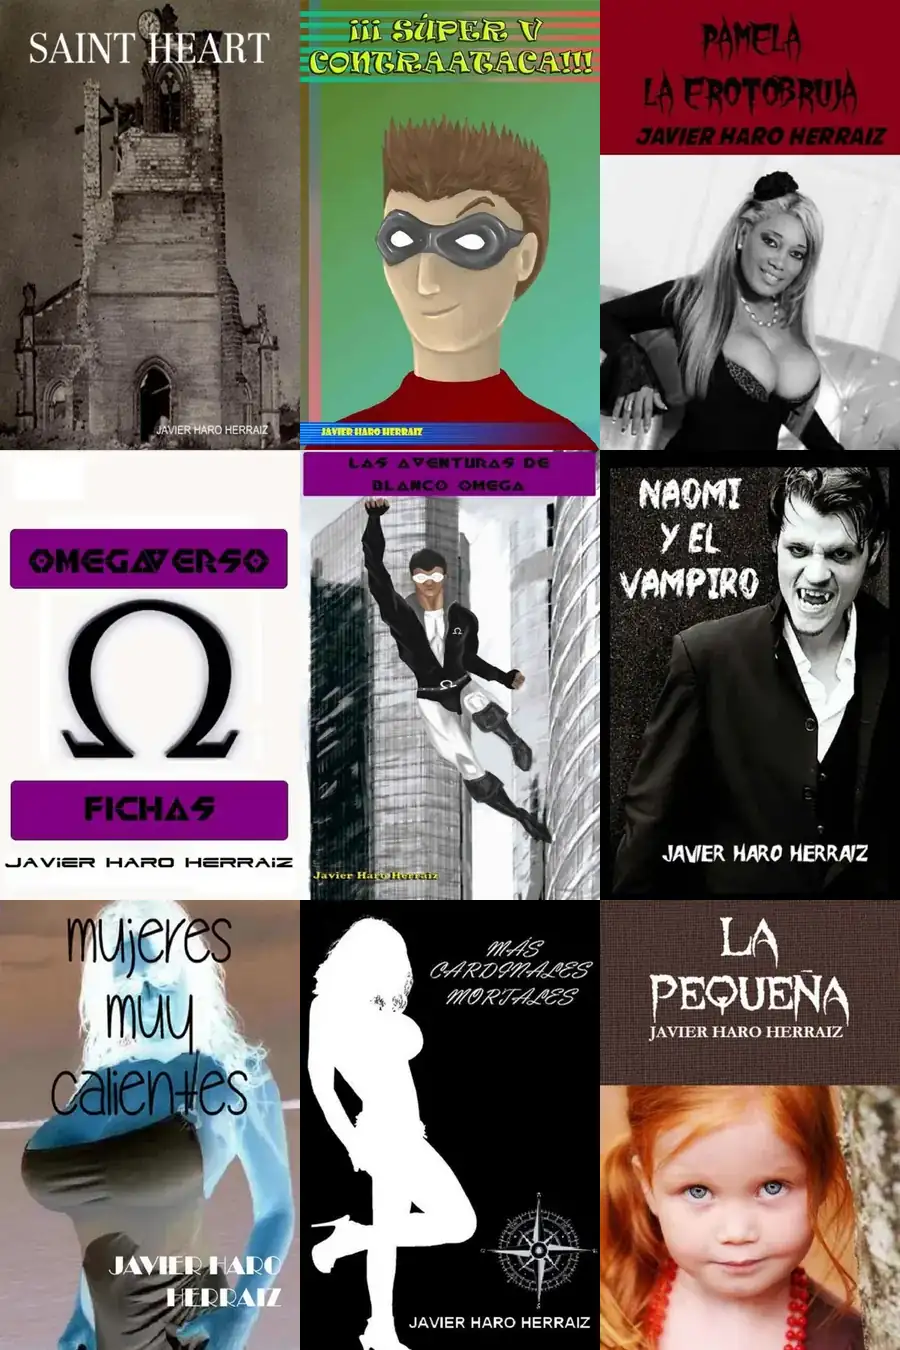 SAINT HEART
JAVIER HARO HERRAIZ
¡¡¡ SÚPER V
CONTRAATACA!!!
JAVIER HARO HERRAIZ
PAMELA
LA EROTOBRUJA
JAVIER HARO HERRAIZ
OMEGAVERSO
Ω
FICHAS
JAVIER HARO HERRAIZ
LAS AVENTURAS DE
BLANCO OMEGA
Ω
Ω
Javier Haro Herraiz
NAOMI
Y EL
VAMPIRO
JAVIER HARO HERRAIZ
mujeres
muy
calientes
JAVIER HARO
HERRAIZ
MÁS
CARDINALES
MORTALES
JAVIER HARO HERRAIZ
LA
PEQUEÑA
JAVIER HARO HERRAIZ